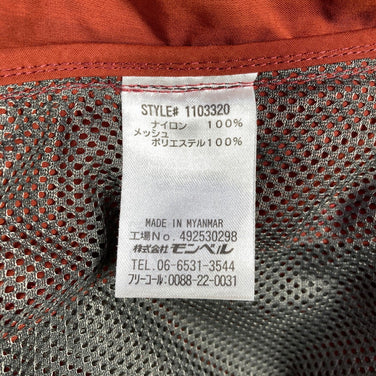 STYLE# 1103320
ナイロン 100%
メッシュ
ポリエステル100%
MADE IN MYANMAR
工場No. 492530298
株式会社モンベル
TEL.06-6531-3544
フリーコール:0088-22-0031